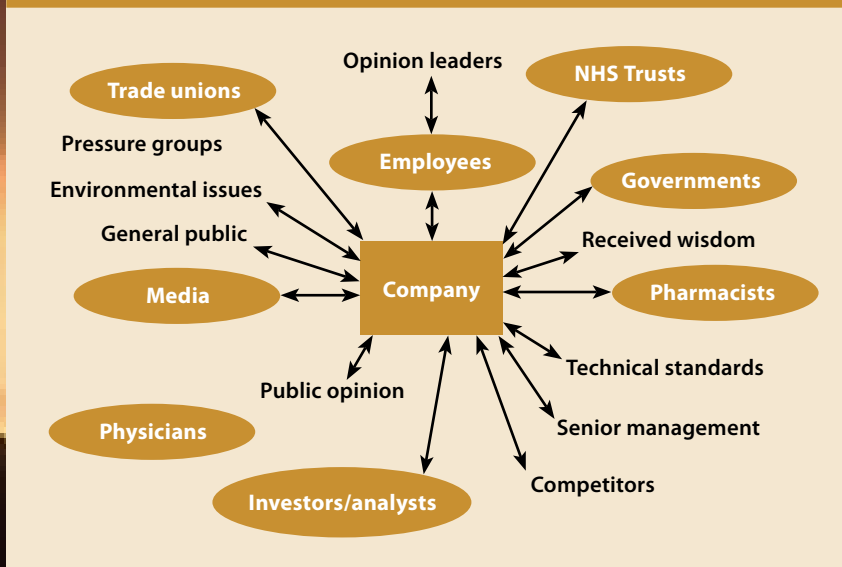 Opinion leaders
NHS Trusts
Trade unions
Pressure groups
Employees
Governments
Environmental issues
General public
Received wisdom
Media
Company
Pharmacists
Technical standards
Public opinion
Physicians
Senior management
Competitors
Investors/analysts